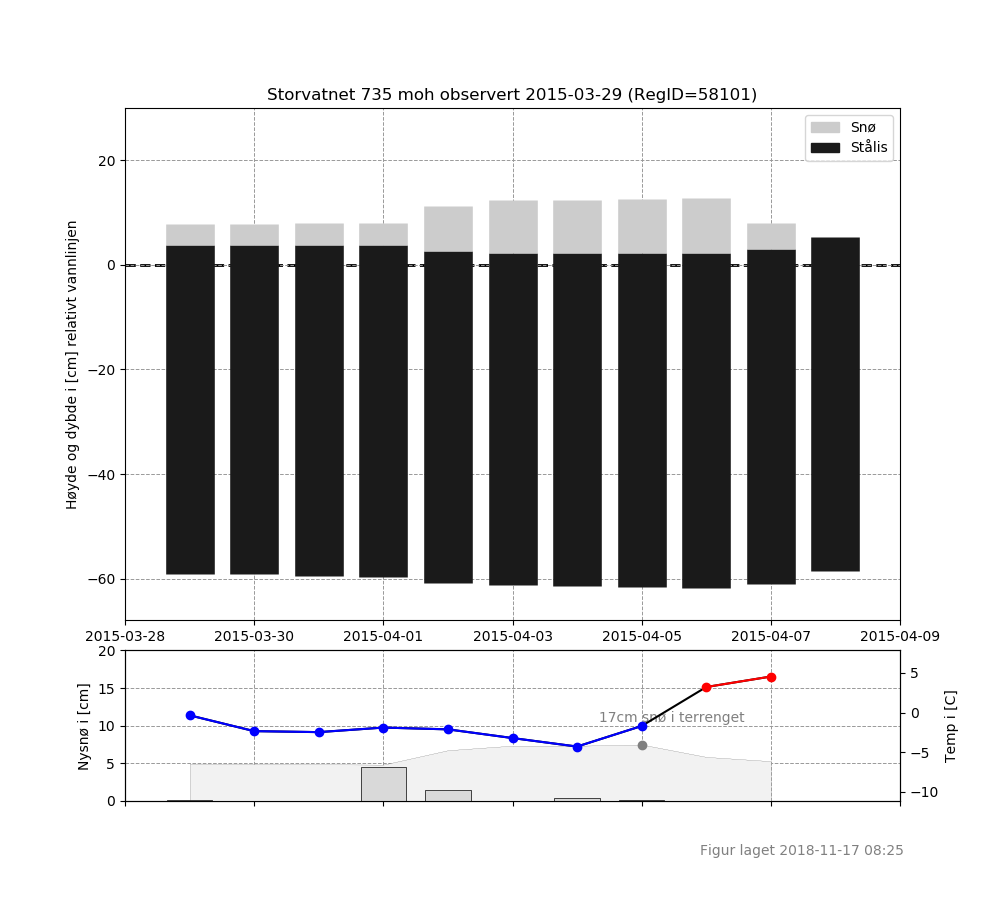 Storvatnet 735 moh observert 2015-03-29 (RegID=58101)
Snø
Stålis
Høyde og dybde i [cm] relativt vannlinjen
20
0
−20
−40
−60
2015-03-28 2015-03-30 2015-04-01 2015-04-03 2015-04-05 2015-04-07 2015-04-09
Nysnø i [cm]
20
15
10
5
0
17cm snø i terrenget
5
0
−5
−10
Temp i [C]
Figur laget 2018-11-17 08:25